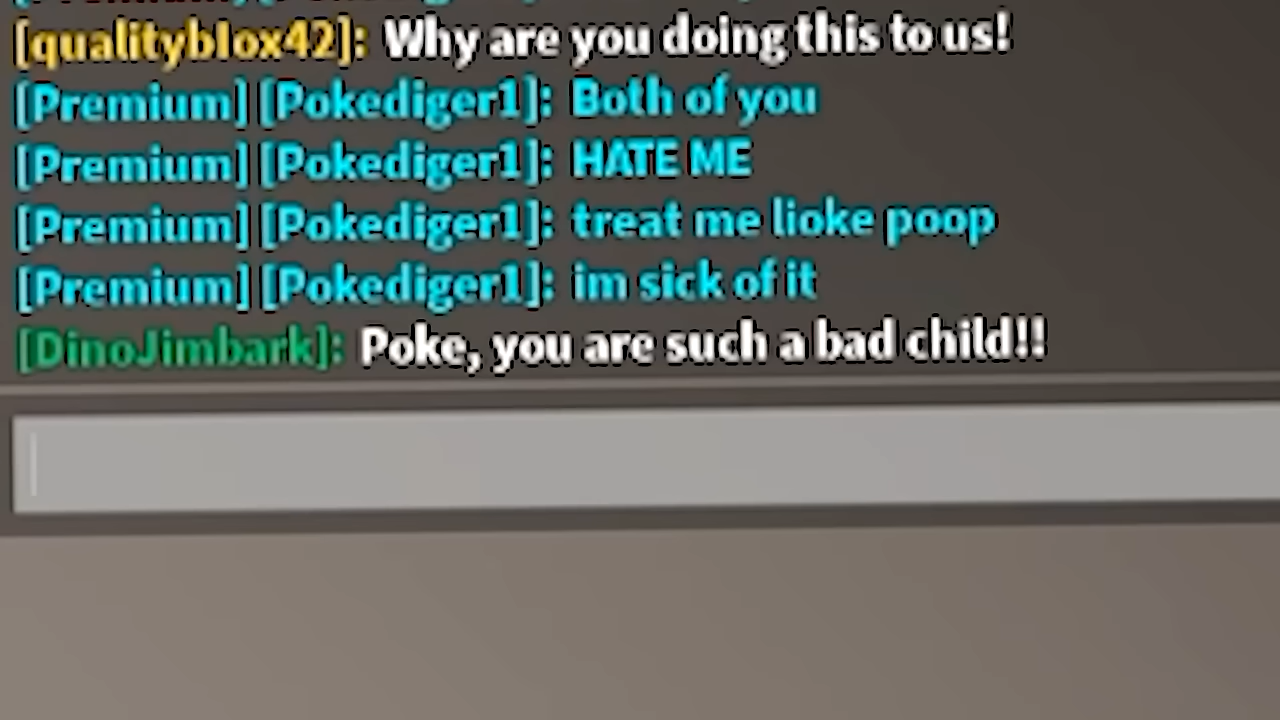 [qualityblox42]: Why are you doing this to us!
[Premium] [Pokediger1]: Both of you
[Premium] [Pokediger1]: HATE ME
[Premium] [Pokediger1]: treat me lioke poop
[Premium] [Pokediger1]: im sick of it
[DinoJimbark]: Poke, you are such a bad child!!